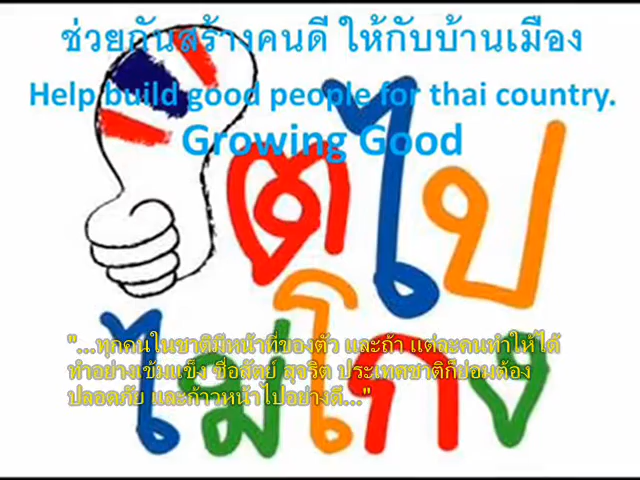 ช่วยกันสร้างคนดี ให้กับบ้านเมือง
Help build good people for thai country.
Growing Good
โตไป
ไม่โกง
"...ทุกคนในชาติมีหน้าที่ของตัว และถ้า แต่ละคนทำให้ได้
ทำอย่างเข้มแข็ง ซื่อสัตย์ สุจริต ประเทศชาติก็ย่อมต้อง
ปลอดภัย และก้าวหน้าไปอย่างดี..."